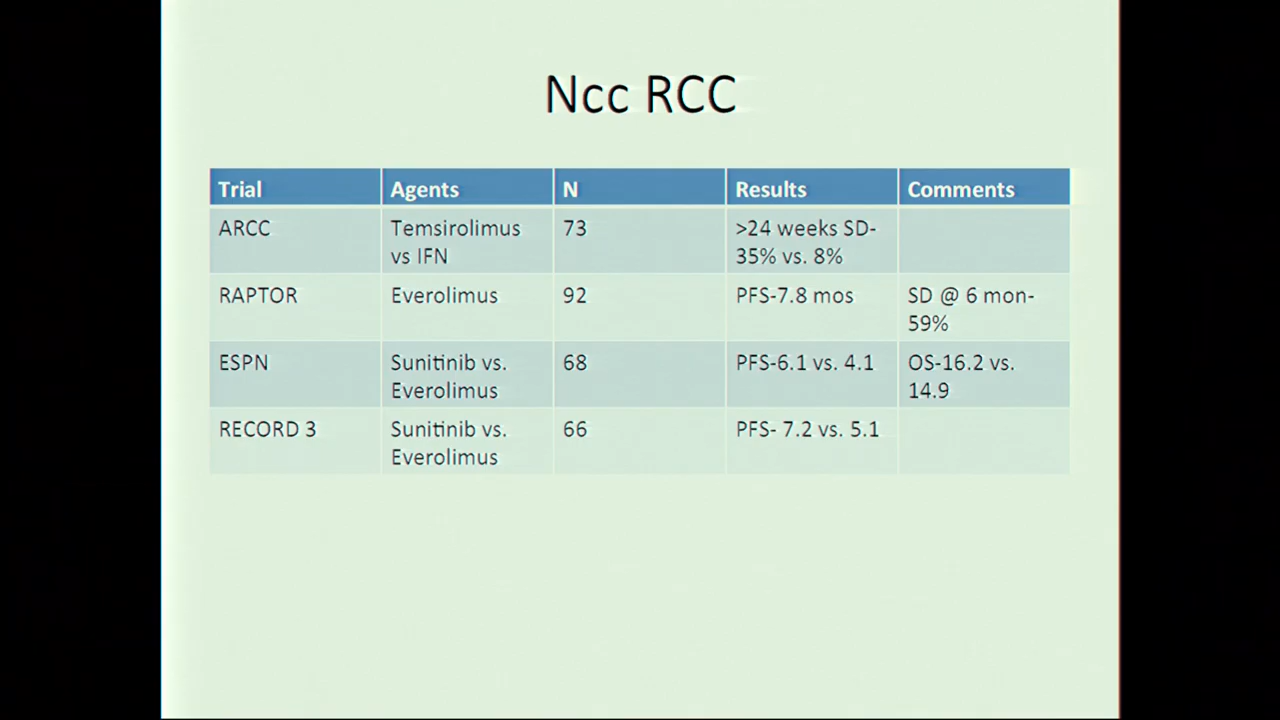 Ncc RCC
Trial Agents N Results Comments
ARCC Temsirolimus vs IFN 73 >24 weeks SD- 35% vs. 8%
RAPTOR Everolimus 92 PFS-7.8 mos SD @ 6 mon- 59%
ESPN Sunitinib vs. Everolimus 68 PFS-6.1 vs. 4.1 OS-16.2 vs. 14.9
RECORD 3 Sunitinib vs. Everolimus 66 PFS- 7.2 vs. 5.1